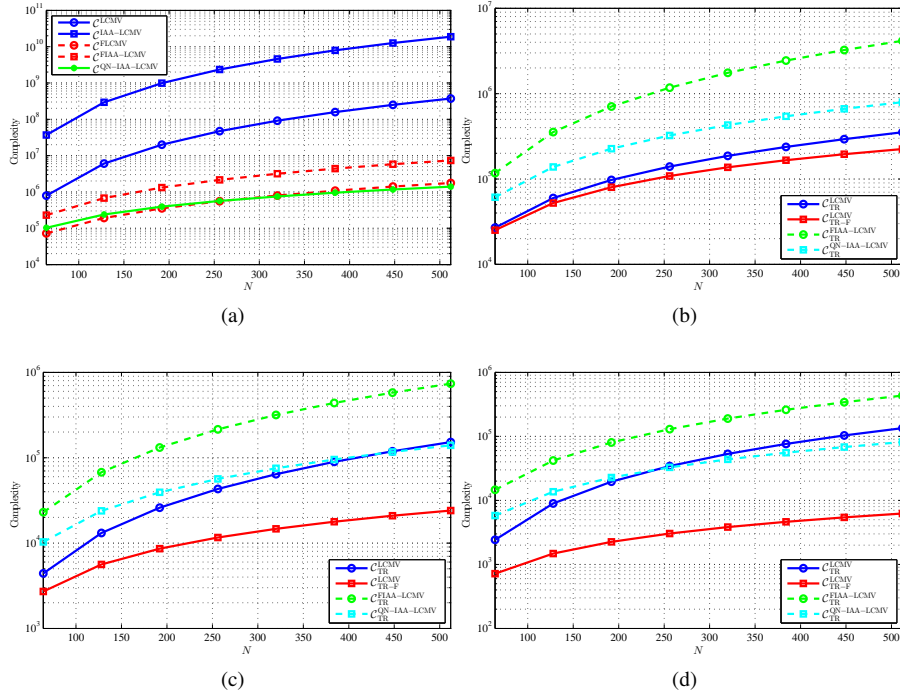 10^11
10^10
10^9
10^8
10^7
10^6
10^5
10^4
Complexity
C^LCMV
C^IAA−LCMV
C^FLCMV
C^FIAA−LCMV
C^QN−IAA−LCMV
100 150 200 250 300 350 400 450 500
N
(a)
10^7
10^6
10^5
10^4
Complexity
C_TR^LCMV
C_TR−F^LCMV
C_TR^FIAA−LCMV
C_TR^QN−IAA−LCMV
100 150 200 250 300 350 400 450 500
N
(b)
10^6
10^5
10^4
10^3
Complexity
C_TR^LCMV
C_TR−F^LCMV
C_TR^FIAA−LCMV
C_TR^QN−IAA−LCMV
100 150 200 250 300 350 400 450 500
N
(c)
10^6
10^5
10^4
10^3
10^2
Complexity
C_TR^LCMV
C_TR−F^LCMV
C_TR^FIAA−LCMV
C_TR^QN−IAA−LCMV
100 150 200 250 300 350 400 450 500
N
(d)